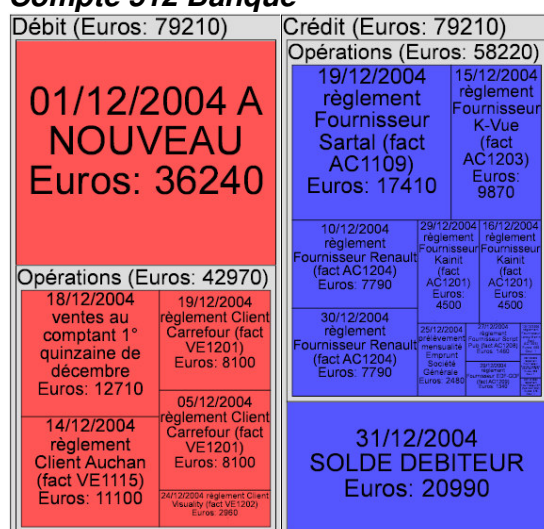 Compte 512 Banque
Débit (Euros: 79210)
01/12/2004 A
NOUVEAU
Euros: 36240
Opérations (Euros: 42970)
18/12/2004
ventes au
comptant 1°
quinzaine de
décembre
Euros: 12710
14/12/2004
règlement
Client Auchan
(fact VE1115)
Euros: 11100
19/12/2004
règlement Client
Carrefour (fact
VE1201)
Euros: 8100
05/12/2004
règlement Client
Carrefour (fact
VE1201)
Euros: 8100
24/12/2004 règlement Client
Visuality (fact VE1202)
Euros: 2960
Crédit (Euros: 79210)
Opérations (Euros: 58220)
19/12/2004
règlement
Fournisseur
Sartal (fact
AC1109)
Euros: 17410
15/12/2004
règlement
Fournisseur
K-Vue
(fact
AC1203)
Euros:
9870
10/12/2004
règlement
Fournisseur Renault
(fact AC1204)
Euros: 7790
30/12/2004
règlement
Fournisseur Renault
(fact AC1204)
Euros: 7790
29/12/2004
règlement
Fournisseur
Kainit
(fact
AC1201)
Euros:
4500
16/12/2004
règlement
Fournisseur
Kainit
(fact
AC1201)
Euros:
4500
25/12/2004
prélèvement
mensualité
Emprunt
Société
Générale
Euros: 2480
règlement
Fournisseur
règlement
Fournisseur
31/12/2004
SOLDE DEBITEUR
Euros: 20990